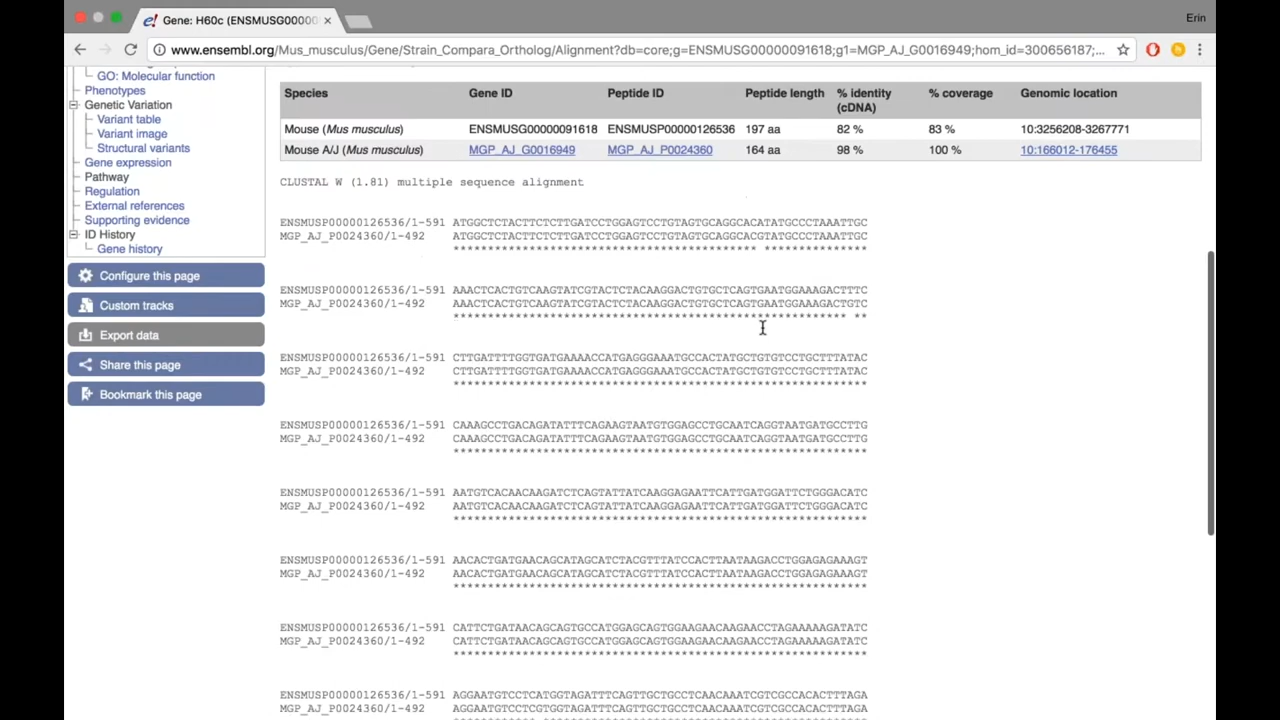 Gene: H60c (ENSMUSG00000
Erin
www.ensembl.org/Mus_musculus/Gene/Strain_Compara_Ortholog/Alignment?db=core;g=ENSMUSG00000091618;g1=MGP_AJ_G0016949;hom_id=300656187;...
GO: Molecular function
Phenotypes
Genetic Variation
Variant table
Variant image
Structural variants
Gene expression
Pathway
Regulation
External references
Supporting evidence
ID History
Gene history
Configure this page
Custom tracks
Export data
Share this page
Bookmark this page
Species Gene ID Peptide ID Peptide length % identity (cDNA) % coverage Genomic location
Mouse (Mus musculus) ENSMUSG00000091618 ENSMUSP00000126536 197 aa 82 % 83 % 10:3256208-3267771
Mouse A/J (Mus musculus) MGP_AJ_G0016949 MGP_AJ_P0024360 164 aa 98 % 100 % 10:166012-176455
CLUSTAL W (1.81) multiple sequence alignment
ENSMUSP00000126536/1-591 ATGGCTCTACTTCTCTTGATCCTGGAGTCCTGTAGTGCAGGCACATATGCCCTAAATTGC
MGP_AJ_P0024360/1-492 ATGGCTCTACTTCTCTTGATCCTGGAGTCCTGTAGTGCAGGCACGTATGCCCTAAATTGC
******************************************** ***************
ENSMUSP00000126536/1-591 AAACTCACTGTCAAGTATCGTACTCTACAAGGACTGTGCTCAGTGAATGGAAAGACTTTC
MGP_AJ_P0024360/1-492 AAACTCACTGTCAAGTATCGTACTCTACAAGGACTGTGCTCAGTGAATGGAAAGACTGTC
********************************************************* **
ENSMUSP00000126536/1-591 CTTGATTTTGGTGATGAAAACCATGAGGGAAATGCCACTATGCTGTGTCCTGCTTTATAC
MGP_AJ_P0024360/1-492 CTTGATTTTGGTGATGAAAACCATGAGGGAAATGCCACTATGCTGTGTCCTGCTTTATAC
************************************************************
ENSMUSP00000126536/1-591 CAAAGCCTGACAGATATTTCAGAAGTAATGTGGAGCCTGCAATCAGGTAATGATGCCTTG
MGP_AJ_P0024360/1-492 CAAAGCCTGACAGATATTTCAGAAGTAATGTGGAGCCTGCAATCAGGTAATGATGCCTTG
************************************************************
ENSMUSP00000126536/1-591 AATGTCACAACAAGATCTCAGTATTATCAAGGAGAATTCATTGATGGATTCTGGGACATC
MGP_AJ_P0024360/1-492 AATGTCACAACAAGATCTCAGTATTATCAAGGAGAATTCATTGATGGATTCTGGGACATC
************************************************************
ENSMUSP00000126536/1-591 AACACTGATGAACAGCATAGCATCTACGTTTATCCACTTAATAAGACCTGGAGAGAAAGT
MGP_AJ_P0024360/1-492 AACACTGATGAACAGCATAGCATCTACGTTTATCCACTTAATAAGACCTGGAGAGAAAGT
************************************************************
ENSMUSP00000126536/1-591 CATTCTGATAACAGCAGTGCCATGGAGCAGTGGAAGAACAAGAACCTAGAAAAAGATATC
MGP_AJ_P0024360/1-492 CATTCTGATAACAGCAGTGCCATGGAGCAGTGGAAGAACAAGAACCTAGAAAAAGATATC
************************************************************
ENSMUSP00000126536/1-591 AGGAATGTCCTCATGGTAGATTTCAGTTGCTGCCTCAACAAATCGTCGCCACACTTTAGA
MGP_AJ_P0024360/1-492 AGGAATGTCCTCGTGGTAGATTTCAGTTGCTGCCTCAACAAATCGTCGCCACACTTTAGA